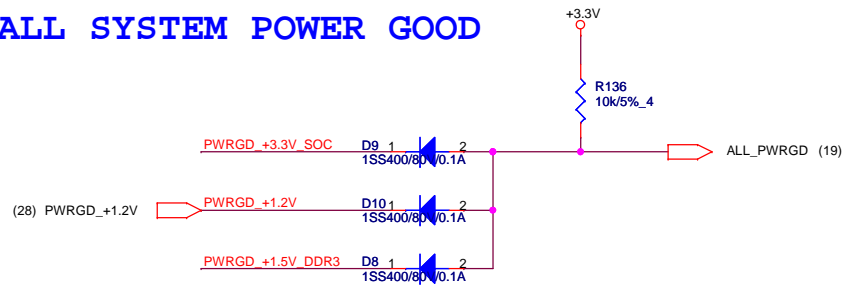 ALL SYSTEM POWER GOOD
+3.3V
R136
10k/5%_4
PWRGD_+3.3V_SOC
D9 1 2
1SS400/80V/0.1A
ALL_PWRGD (19)
(28) PWRGD_+1.2V
PWRGD_+1.2V
D10 1 2
1SS400/80V/0.1A
PWRGD_+1.5V_DDR3
D8 1 2
1SS400/80V/0.1A